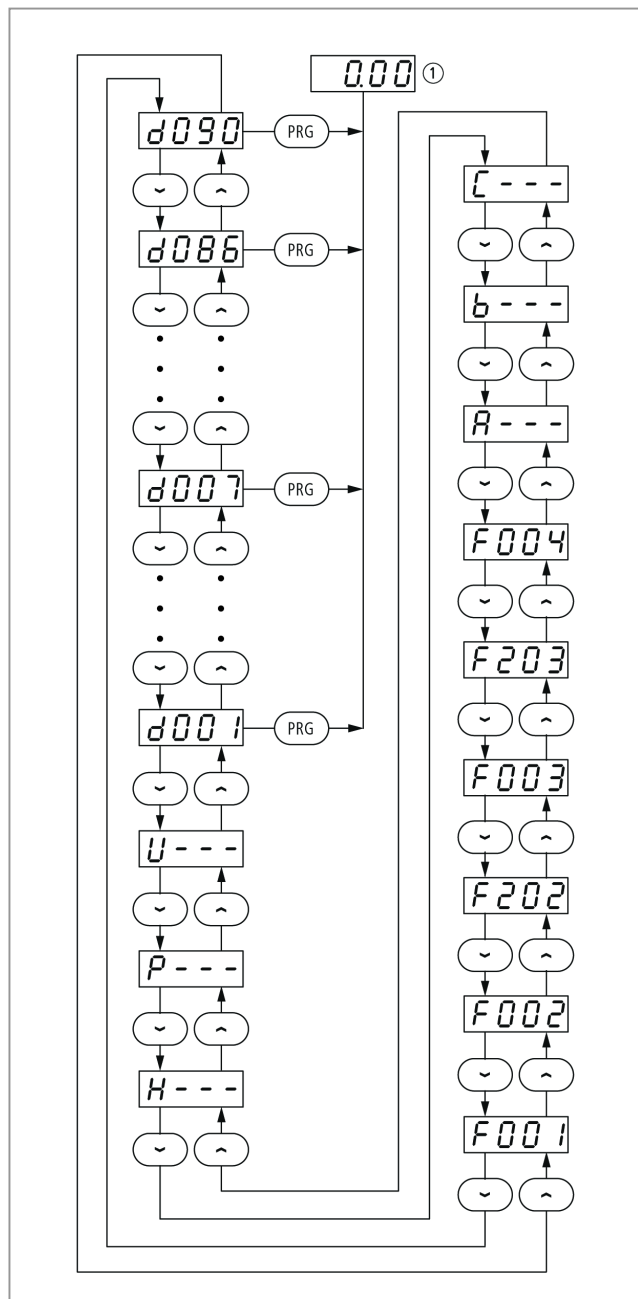 0.00 ①
d090 PRG
d086 PRG
d007 PRG
d001 PRG
U---
P---
H---
C---
b---
A---
F004
F203
F003
F202
F002
F001